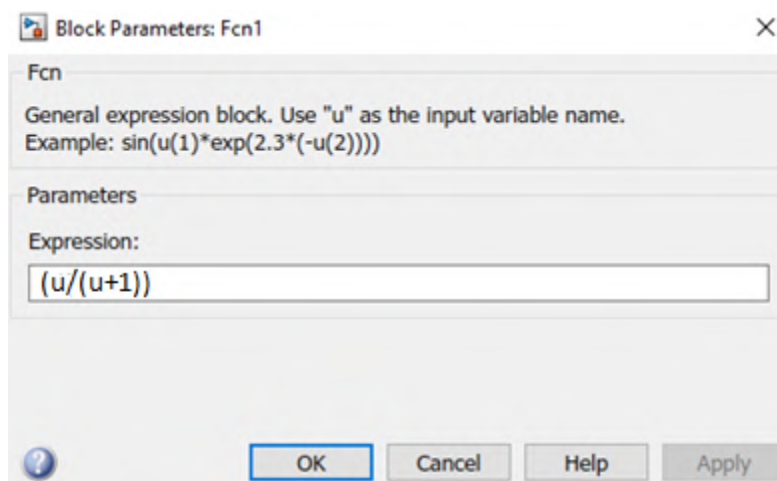 Block Parameters: Fcn1
Fcn
General expression block. Use "u" as the input variable name.
Example: sin(u(1)*exp(2.3*(-u(2))))
Parameters
Expression:
(u/(u+1))
OK Cancel Help Apply